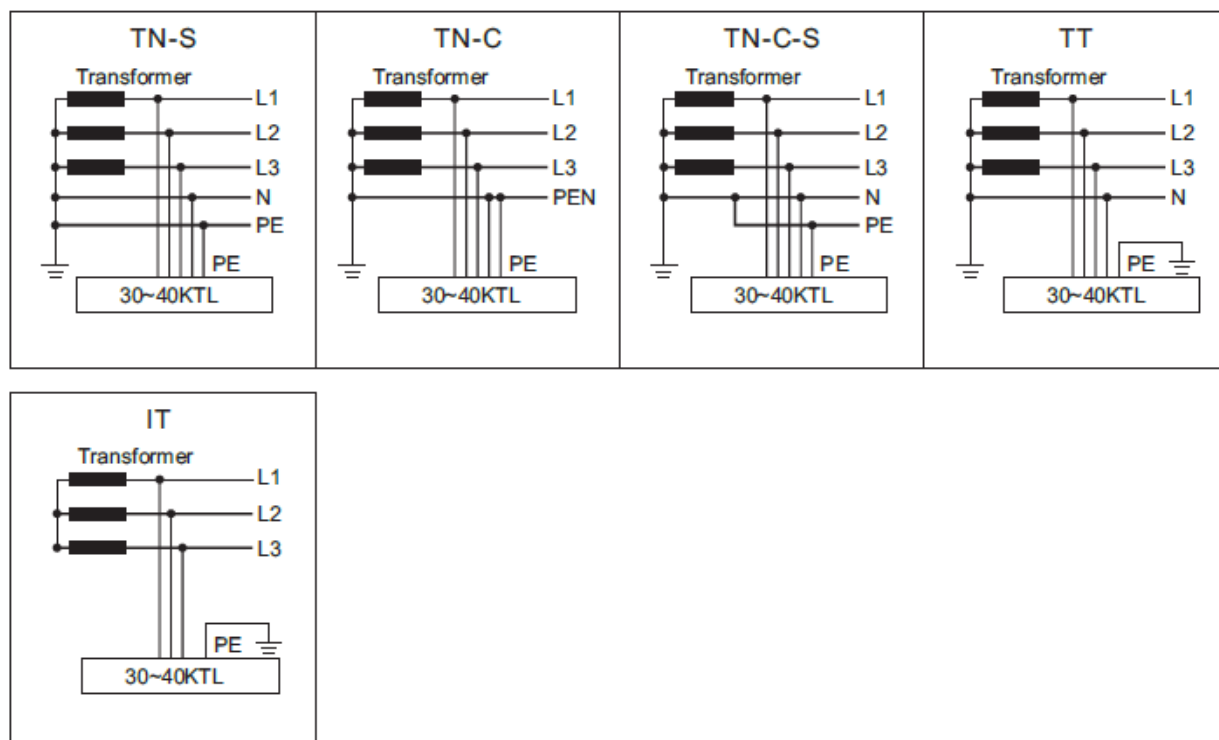 TN-S
Transformer
L1
L2
L3
N
PE
PE
30~40KTL
TN-C
Transformer
L1
L2
L3
PEN
PE
30~40KTL
TN-C-S
Transformer
L1
L2
L3
N
PE
PE
30~40KTL
TT
Transformer
L1
L2
L3
N
PE
30~40KTL
IT
Transformer
L1
L2
L3
PE
30~40KTL